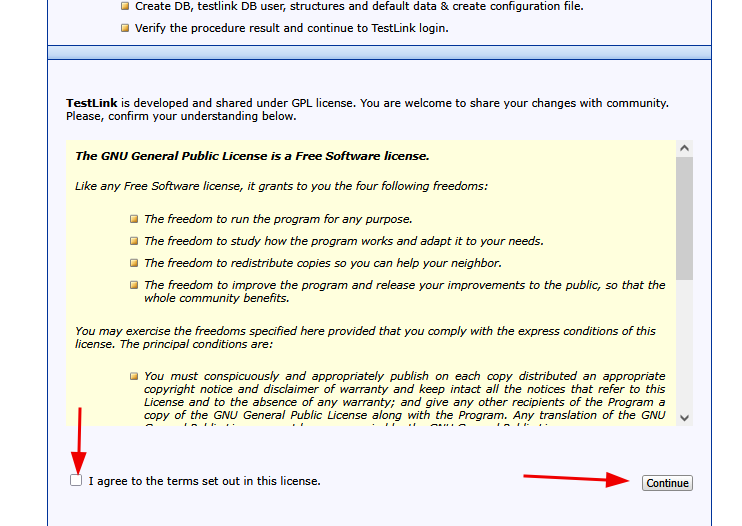 Create DB, testlink DB user, structures and default data & create configuration file.
Verify the procedure result and continue to TestLink login.
TestLink is developed and shared under GPL license. You are welcome to share your changes with community.
Please, confirm your understanding below.
The GNU General Public License is a Free Software license.
Like any Free Software license, it grants to you the four following freedoms:
The freedom to run the program for any purpose.
The freedom to study how the program works and adapt it to your needs.
The freedom to redistribute copies so you can help your neighbor.
The freedom to improve the program and release your improvements to the public, so that the
whole community benefits.
You may exercise the freedoms specified here provided that you comply with the express conditions of this
license. The principal conditions are:
You must conspicuously and appropriately publish on each copy distributed an appropriate
copyright notice and disclaimer of warranty and keep intact all the notices that refer to this
License and to the absence of any warranty; and give any other recipients of the Program a
copy of the GNU General Public License along with the Program. Any translation of the GNU
I agree to the terms set out in this license.
Continue